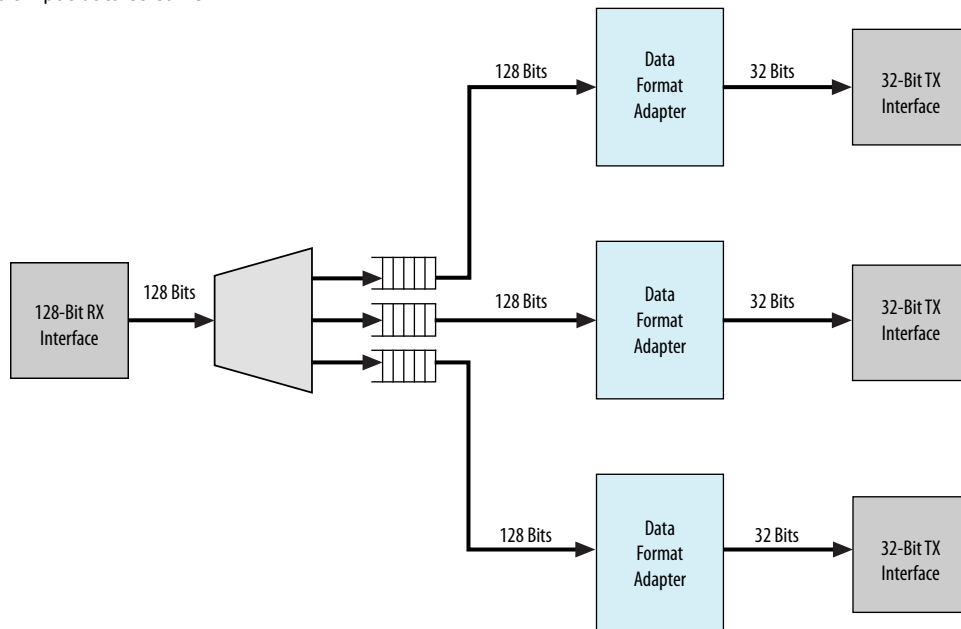 128 Bits
Data
Format
Adapter
32 Bits
32-Bit TX
Interface
128-Bit RX
Interface
128 Bits
128 Bits
Data
Format
Adapter
32 Bits
32-Bit TX
Interface
128 Bits
Data
Format
Adapter
32 Bits
32-Bit TX
Interface